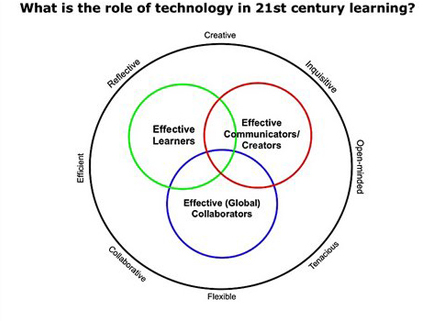 What is the role of technology in 21st century learning?
Creative
Reflective
Inquisitive
Effective
Learners
Effective
Communicators/
Creators
Efficient
Open-minded
Effective (Global)
Collaborators
Collaborative
Tenacious
Flexible